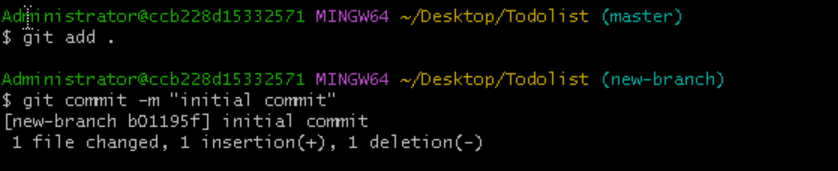 Administrator@ccb228d15332571 MINGW64 ~/Desktop/Todolist (master)
$ git add .
Administrator@ccb228d15332571 MINGW64 ~/Desktop/Todolist (new-branch)
$ git commit -m "initial commit"
[new-branch b01195f] initial commit
1 file changed, 1 insertion(+), 1 deletion(-)